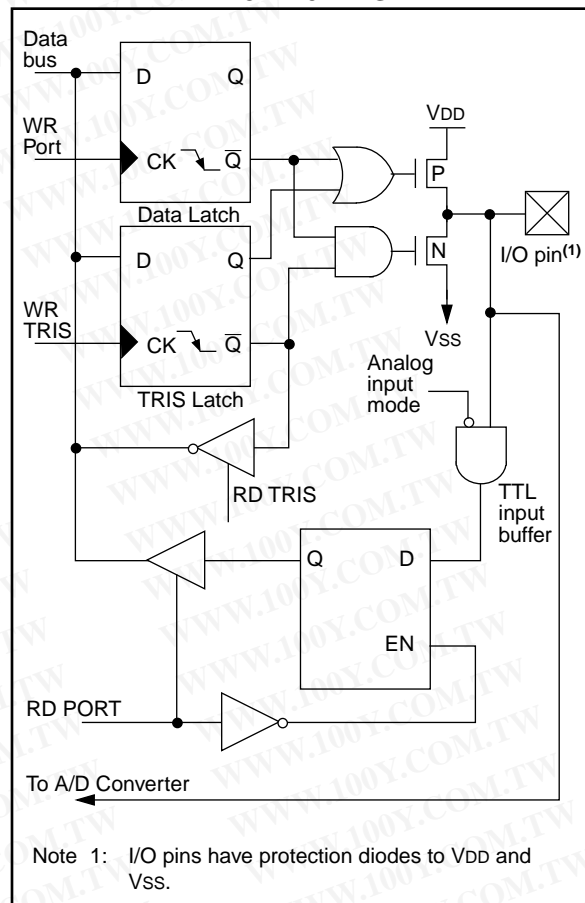 Data
bus
D Q
WR
Port
CK Q
Data Latch
VDD
P
N
I/O pin(1)
VSS
D Q
WR
TRIS
CK Q
TRIS Latch
Analog
input
mode
RD TRIS
TTL
input
buffer
Q D
EN
RD PORT
To A/D Converter
Note 1: I/O pins have protection diodes to VDD and
VSS.
WWW.100Y.COM.TW